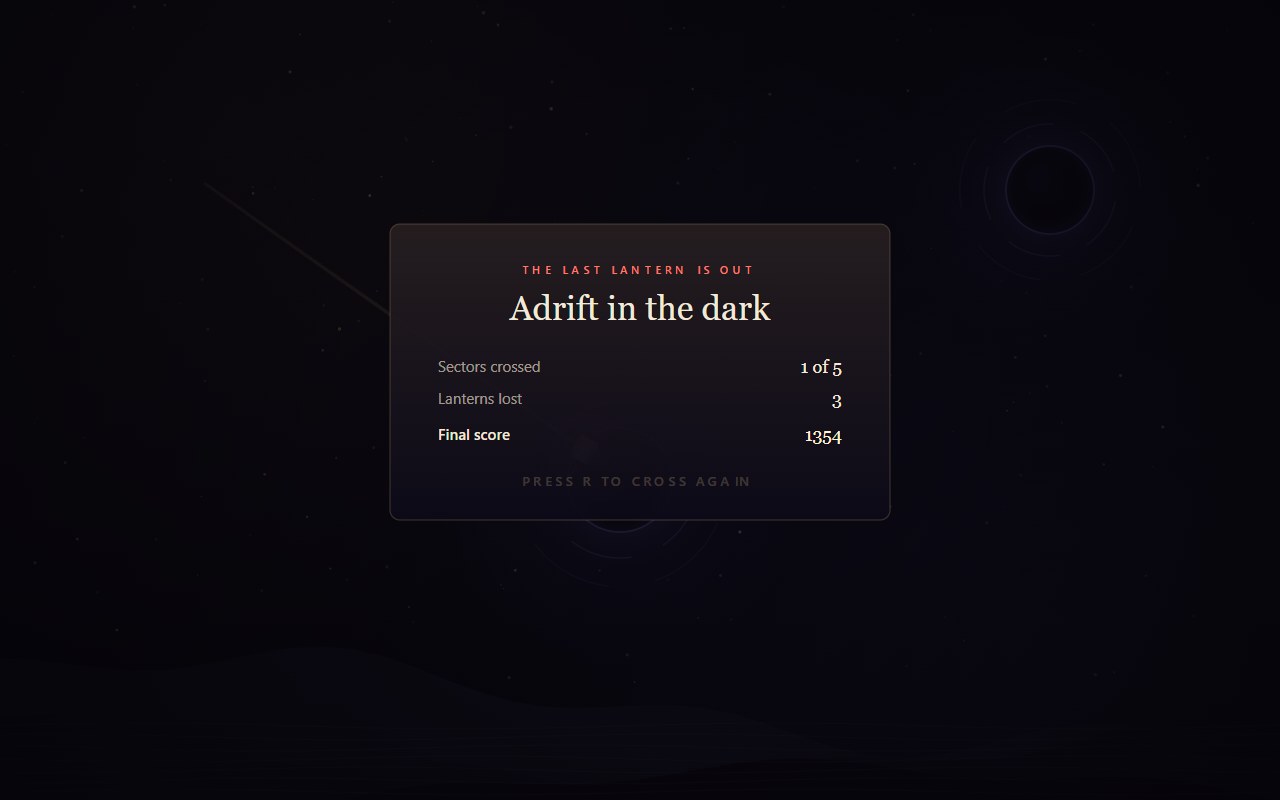 THE LAST LANTERN IS OUT
Adrift in the dark
Sectors crossed 1 of 5
Lanterns lost 3
Final score 1354
PRESS R TO CROSS AGAIN